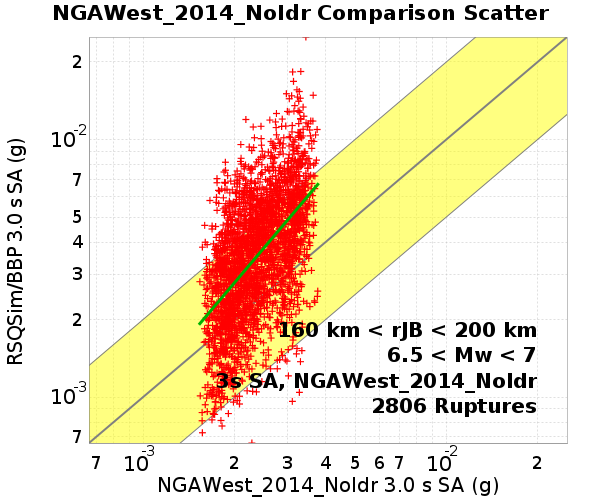 NGAWest_2014_NoIdr Comparison Scatter
RSQSim/BBP 3.0 s SA (g)
2
10-2
7
5
4
3
2
10-3
7
160 km < rJB < 200 km
6.5 < Mw < 7
3s SA, NGAWest_2014_NoIdr
2806 Ruptures
7 10-3 2 3 4 5 6 7 10-2 2
NGAWest_2014_NoIdr 3.0 s SA (g)